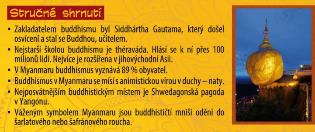 Stručné shrnutí
• Zakladatelem buddhismu byl Siddhártha Gautama, který došel
osvícení a stal se Buddhou, učitelem.
• Nejstarší školou buddhismu je théraváda. Hlásí se k ní přes 100
milionů lidí. Nejvíce je rozšířena v jihovýchodní Asii.
• V Myanmaru buddhismus vyznává 89 % obyvatel.
• Buddhismus v Myanmaru se mísí s animistickou vírou v duchy – naty.
• Nejposvátnějším buddhistickým místem je Shwedagonská pagoda
v Yangonu.
• Váženým symbolem Myanmaru jsou buddhističtí mniši oděni do
šarlatového nebo šafránového roucha.